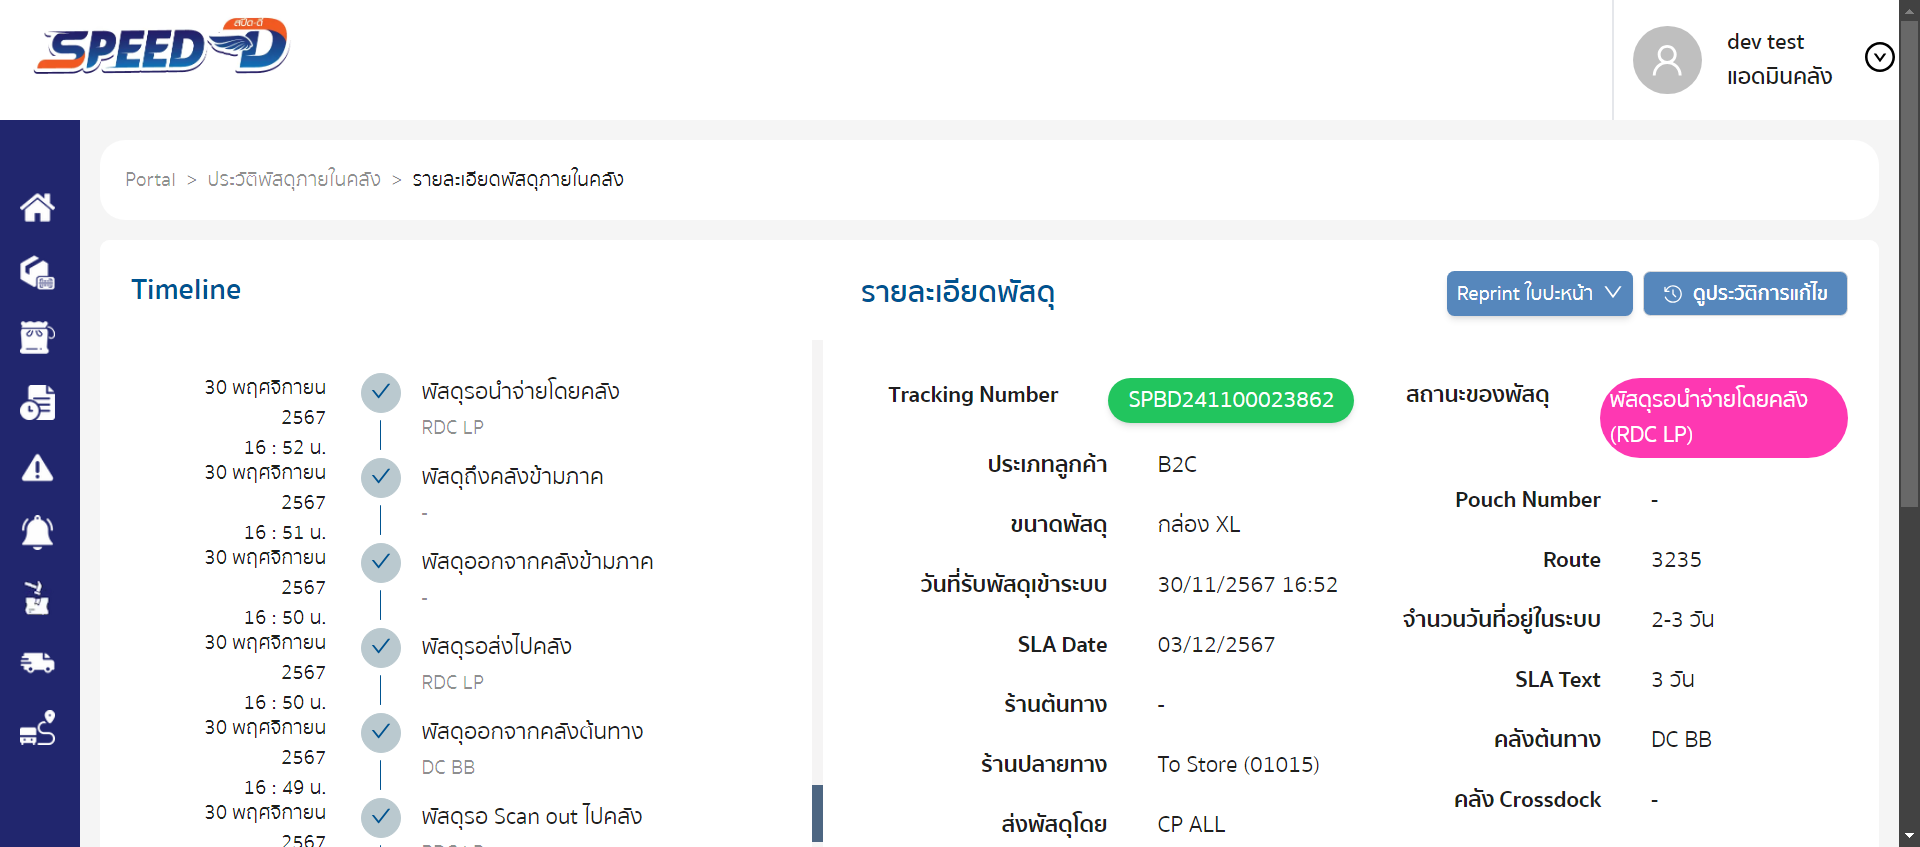 สปีด-ดี
SPEED-D
dev test
แอดมินคลัง
Portal > ประวัติพัสดุภายในคลัง > รายละเอียดพัสดุภายในคลัง
Timeline
30 พฤศจิกายน
2567
16 : 52 น.
พัสดุรอนำจ่ายโดยคลัง
RDC LP
30 พฤศจิกายน
2567
16 : 51 น.
พัสดุถึงคลังข้ามภาค
-
30 พฤศจิกายน
2567
16 : 50 น.
พัสดุออกจากคลังข้ามภาค
-
30 พฤศจิกายน
2567
16 : 50 น.
พัสดุรอส่งไปคลัง
RDC LP
30 พฤศจิกายน
2567
16 : 49 น.
พัสดุออกจากคลังต้นทาง
DC BB
30 พฤศจิกายน
2567
พัสดุรอ Scan out ไปคลัง
รายละเอียดพัสดุ
Reprint ใบปะหน้า
ดูประวัติการแก้ไข
Tracking Number SPBD241100023862
ประเภทลูกค้า B2C
ขนาดพัสดุ กล่อง XL
วันที่รับพัสดุเข้าระบบ 30/11/2567 16:52
SLA Date 03/12/2567
ร้านต้นทาง -
ร้านปลายทาง To Store (01015)
ส่งพัสดุโดย CP ALL
สถานะของพัสดุ พัสดุรอนำจ่ายโดยคลัง
(RDC LP)
Pouch Number -
Route 3235
จำนวนวันที่อยู่ในระบบ 2-3 วัน
SLA Text 3 วัน
คลังต้นทาง DC BB
คลัง Crossdock -